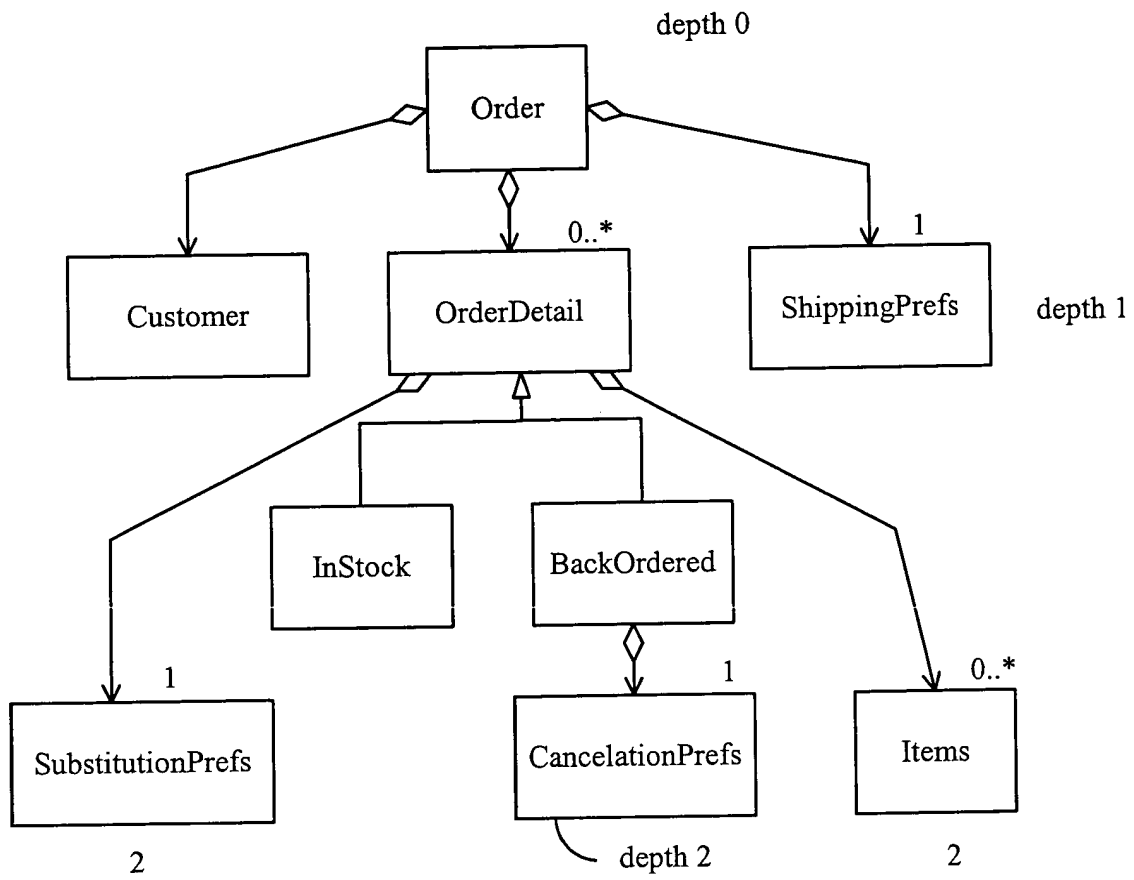 depth 0
Order
0..*
1
Customer
OrderDetail
ShippingPrefs
depth 1
InStock
BackOrdered
1
1
0..*
SubstitutionPrefs
CancelationPrefs
Items
2
depth 2
2